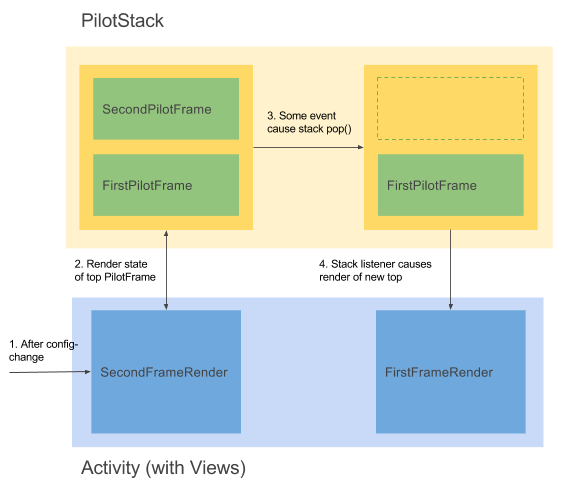 PilotStack
SecondPilotFrame
3. Some event
cause stack pop()
FirstPilotFrame
FirstPilotFrame
2. Render state
of top PilotFrame
4. Stack listener causes
render of new top
1. After config-
change
SecondFrameRender
FirstFrameRender
Activity (with Views)